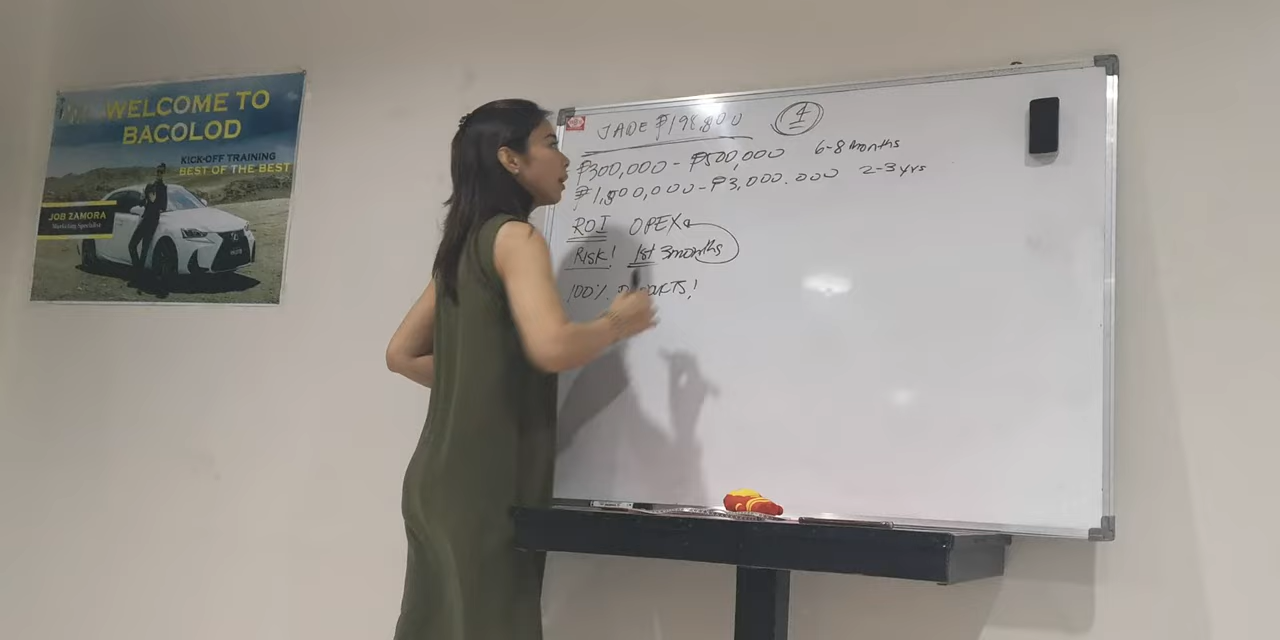 WELCOME TO
BACOLOD
KICK-OFF TRAINING
BEST OF THE BEST
JOB ZAMORA
Marketing Specialist
JADE ₱198,800 1
₱300,000 - ₱500,000 6-8 months
₱1,800,000 - ₱3,000.000 2-3 yrs
ROI OPEX
Risk! 1st 3months
100%